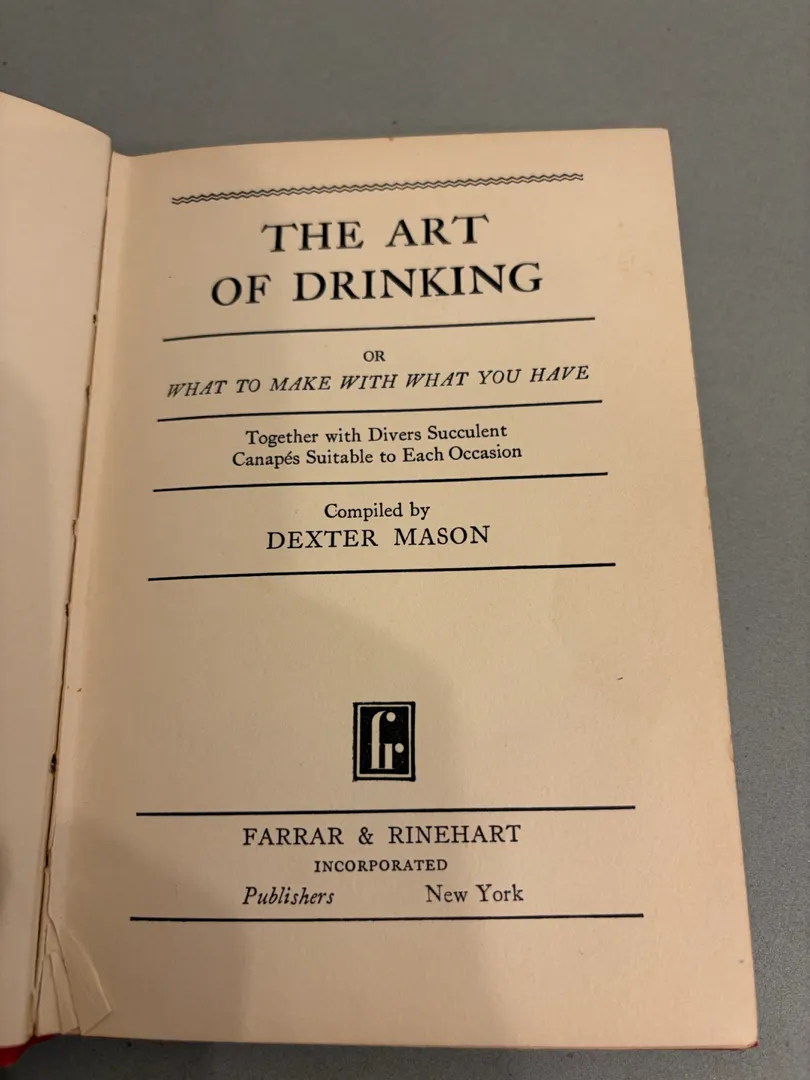 THE ART
OF DRINKING
OR
WHAT TO MAKE WITH WHAT YOU HAVE
Together with Divers Succulent
Canapés Suitable to Each Occasion
Compiled by
DEXTER MASON
fr
FARRAR & RINEHART
INCORPORATED
Publishers New York